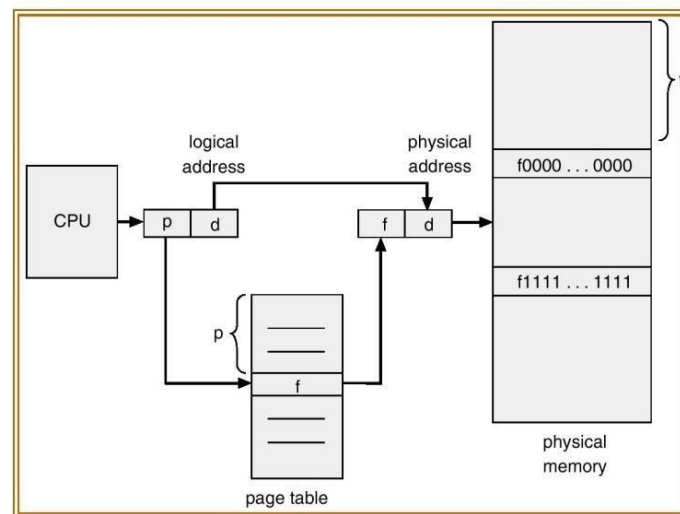 logical
address
physical
address
f0000 . . . 0000
CPU
p d
f d
f1111 . . . 1111
p
f
physical
memory
page table